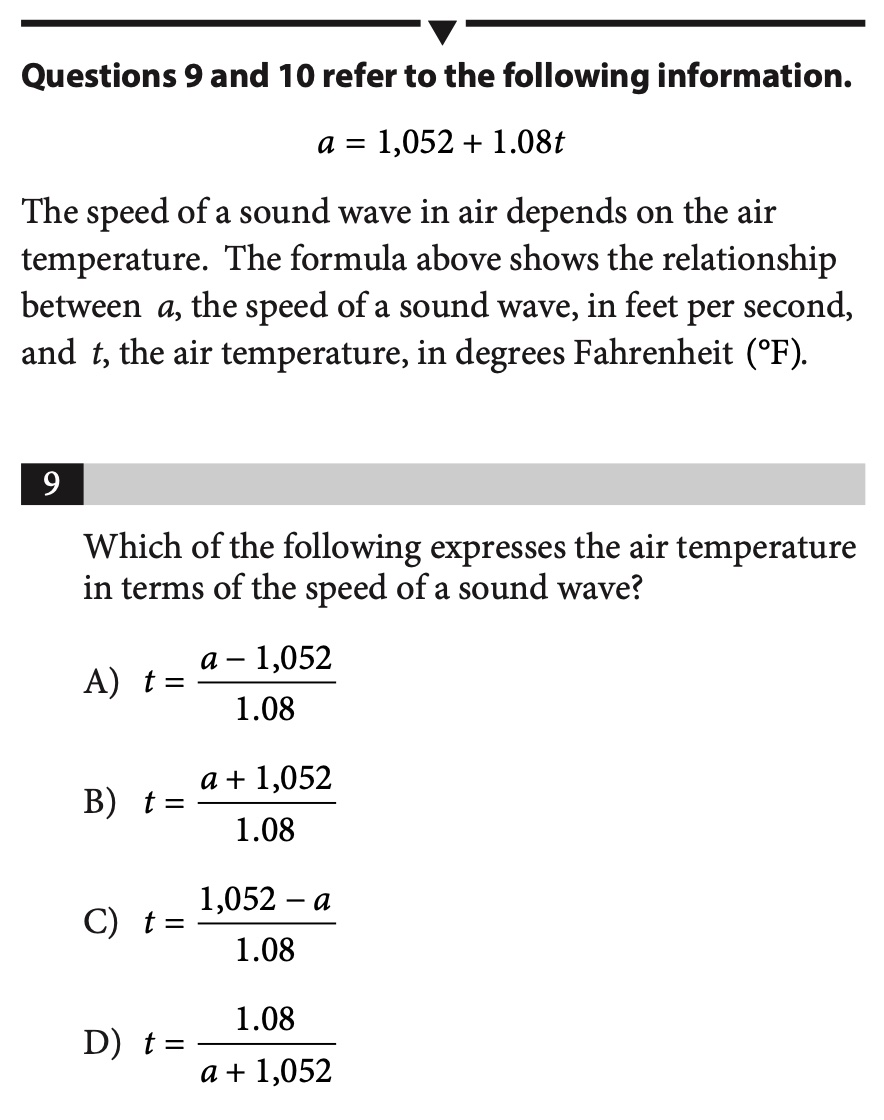 Questions 9 and 10 refer to the following information.
a = 1,052 + 1.08t
The speed of a sound wave in air depends on the air
temperature. The formula above shows the relationship
between a, the speed of a sound wave, in feet per second,
and t, the air temperature, in degrees Fahrenheit (°F).
9
Which of the following expresses the air temperature
in terms of the speed of a sound wave?
A) t = \frac{a − 1,052}{1.08}
B) t = \frac{a + 1,052}{1.08}
C) t = \frac{1,052 − a}{1.08}
D) t = \frac{1.08}{a + 1,052}